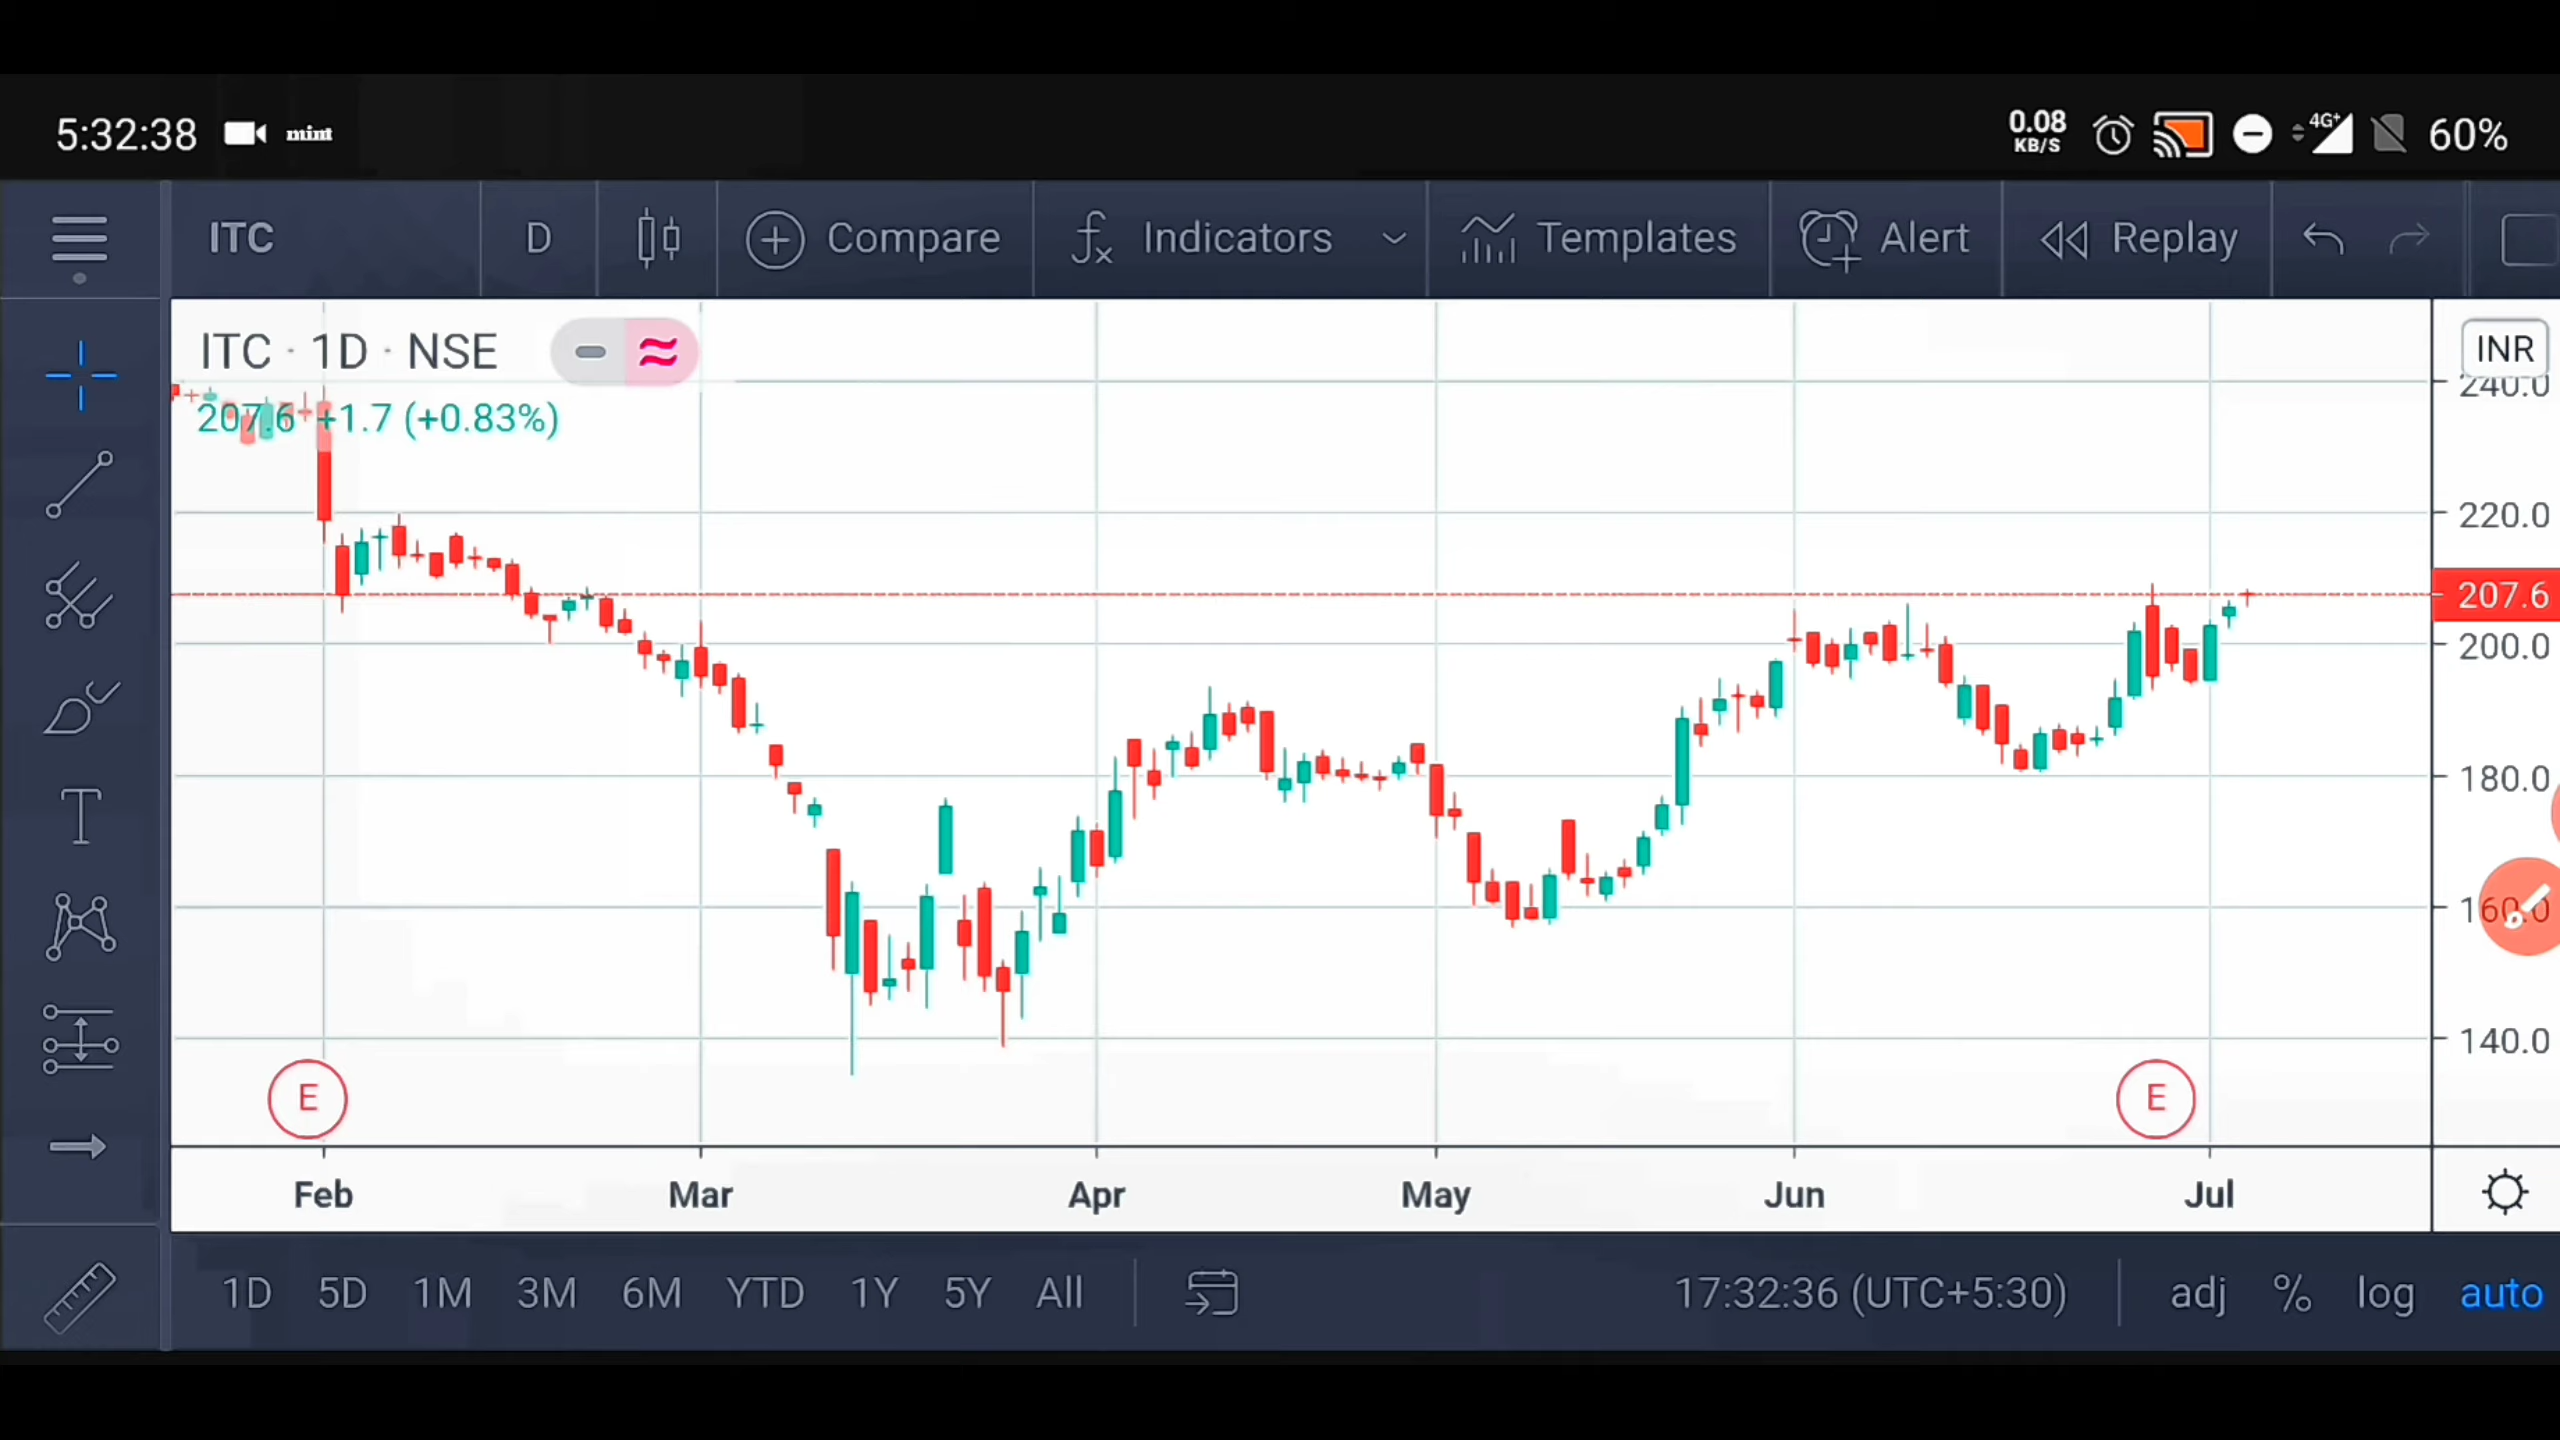 5:32:38 mint 0.08 KB/S 4G+ 60%
ITC D Compare fx Indicators Templates Alert Replay
ITC · 1D · NSE
207.6 +1.7 (+0.83%)
INR
240.0
220.0
207.6
200.0
180.0
160.0
140.0
E E
Feb Mar Apr May Jun Jul
1D 5D 1M 3M 6M YTD 1Y 5Y All 17:32:36 (UTC+5:30) adj % log auto